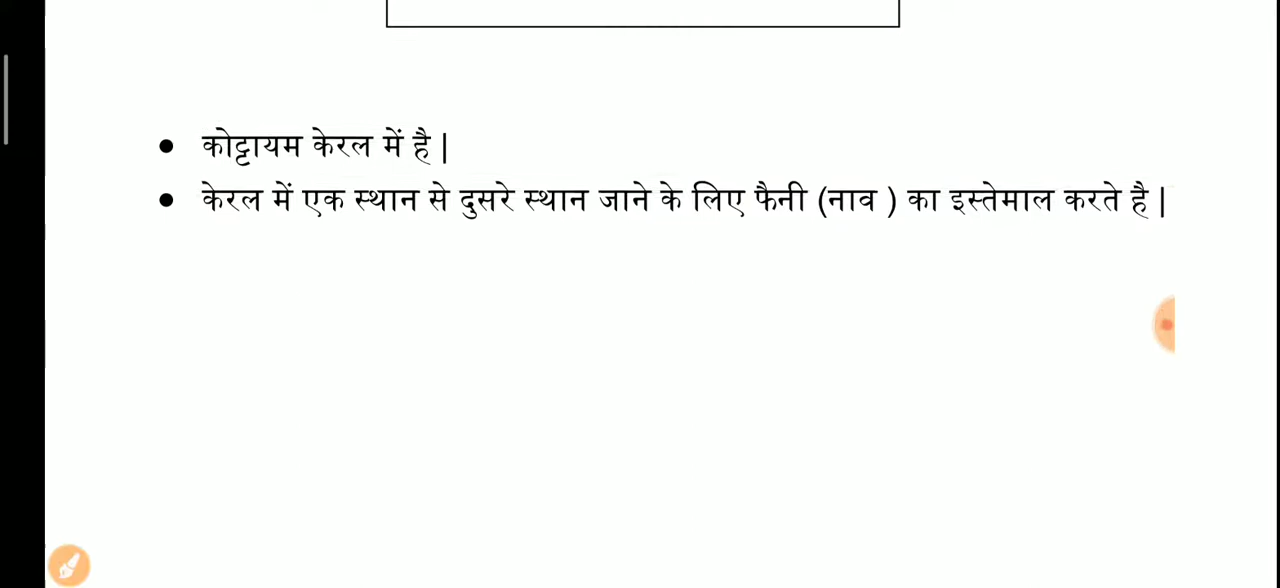 • कोट्टायम केरल में है |
• केरल में एक स्थान से दुसरे स्थान जाने के लिए फैनी (नाव ) का इस्तेमाल करते है |